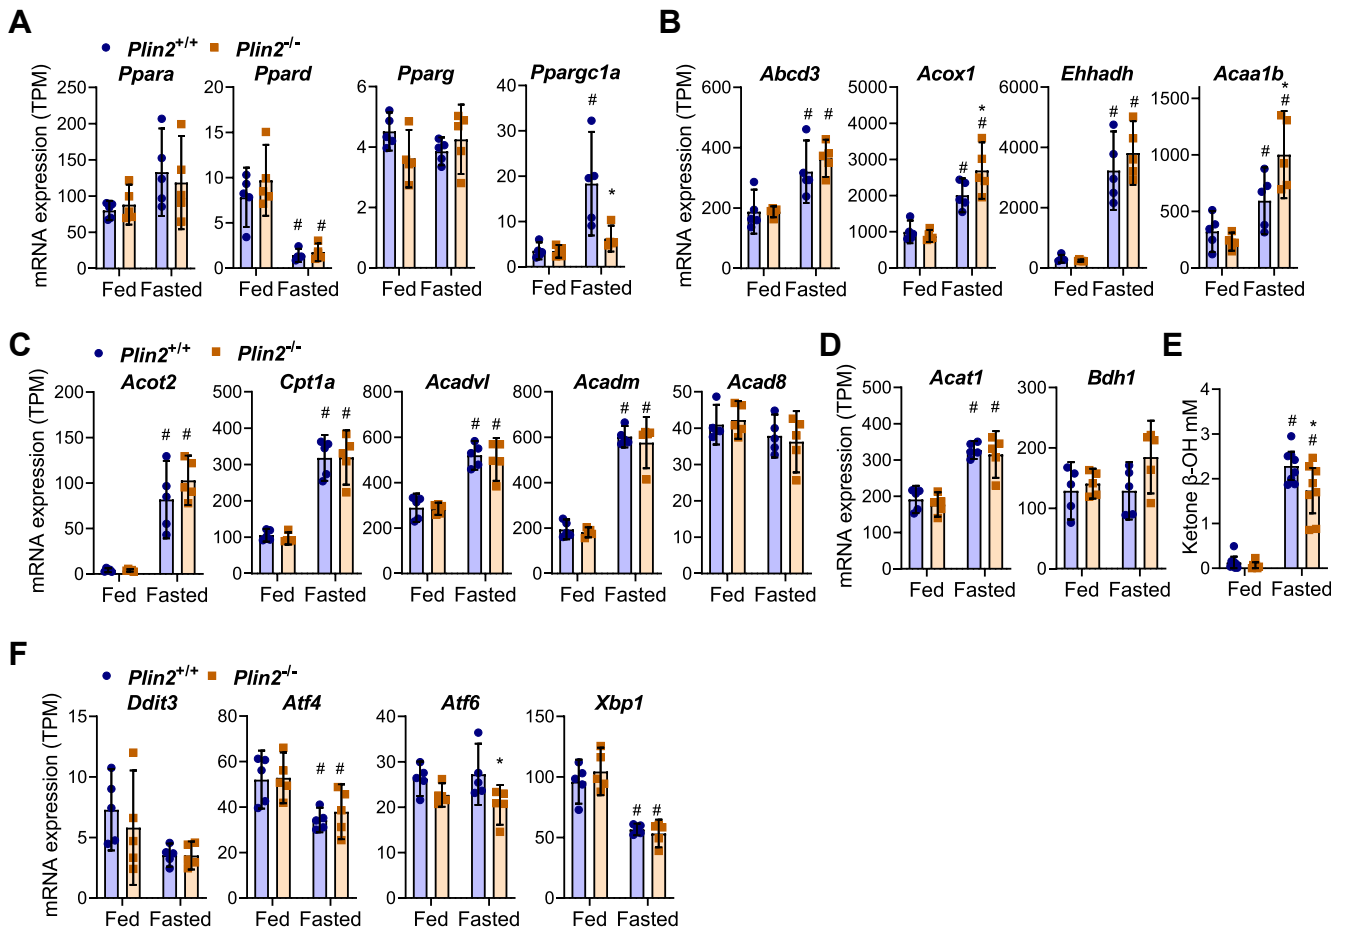 A
B
Plin2+/+ Plin2-/-
Ppara Ppard Pparg Ppargc1a Abcd3 Acox1 Ehhadh Acaa1b
mRNA expression (TPM)
250 200 150 100 50 0
20 15 10 5 0
6 4 2 0
40 30 20 10 0
# *
# #
mRNA expression (TPM)
600 400 200 0
# #
5000 4000 3000 2000 1000 0
# * #
6000 4000 2000 0
# #
1500 1000 500 0
# * #
Fed Fasted Fed Fasted Fed Fasted Fed Fasted Fed Fasted Fed Fasted Fed Fasted Fed Fasted
C
D
E
Plin2+/+ Plin2-/-
Acot2 Cpt1a Acadvl Acadm Acad8 Acat1 Bdh1
mRNA expression (TPM)
200 150 100 50 0
# #
500 400 300 200 100 0
# #
800 600 400 200 0
# #
800 600 400 200 0
# #
50 40 30 20 10 0
mRNA expression (TPM)
500 400 300 200 100 0
# #
300 200 100 0
Ketone β-OH mM
4 3 2 1 0
# * #
Fed Fasted Fed Fasted Fed Fasted Fed Fasted Fed Fasted Fed Fasted Fed Fasted Fed Fasted
F
Plin2+/+ Plin2-/-
Ddit3 Atf4 Atf6 Xbp1
mRNA expression (TPM)
15 10 5 0
80 60 40 20 0
# #
40 30 20 10 0
*
150 100 50 0
# #
Fed Fasted Fed Fasted Fed Fasted Fed Fasted